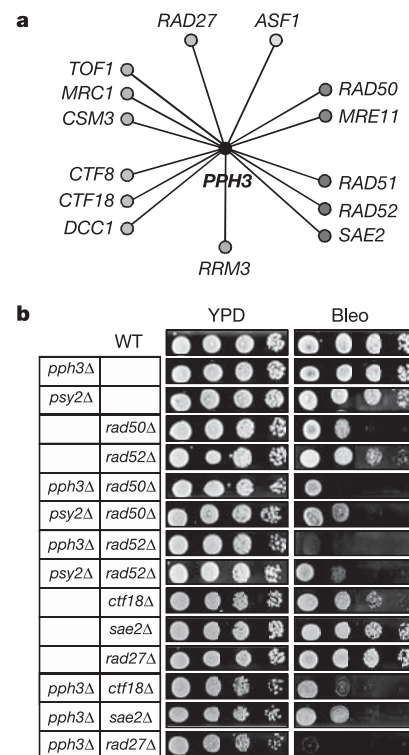 a
RAD27 ASF1
TOF1
MRC1
CSM3
RAD50
MRE11
CTF8
CTF18
DCC1
PPH3
RAD51
RAD52
SAE2
RRM3
b
YPD Bleo
WT
pph3Δ
psy2Δ
rad50Δ
rad52Δ
pph3Δ rad50Δ
psy2Δ rad50Δ
pph3Δ rad52Δ
psy2Δ rad52Δ
ctf18Δ
sae2Δ
rad27Δ
pph3Δ ctf18Δ
pph3Δ sae2Δ
pph3Δ rad27Δ